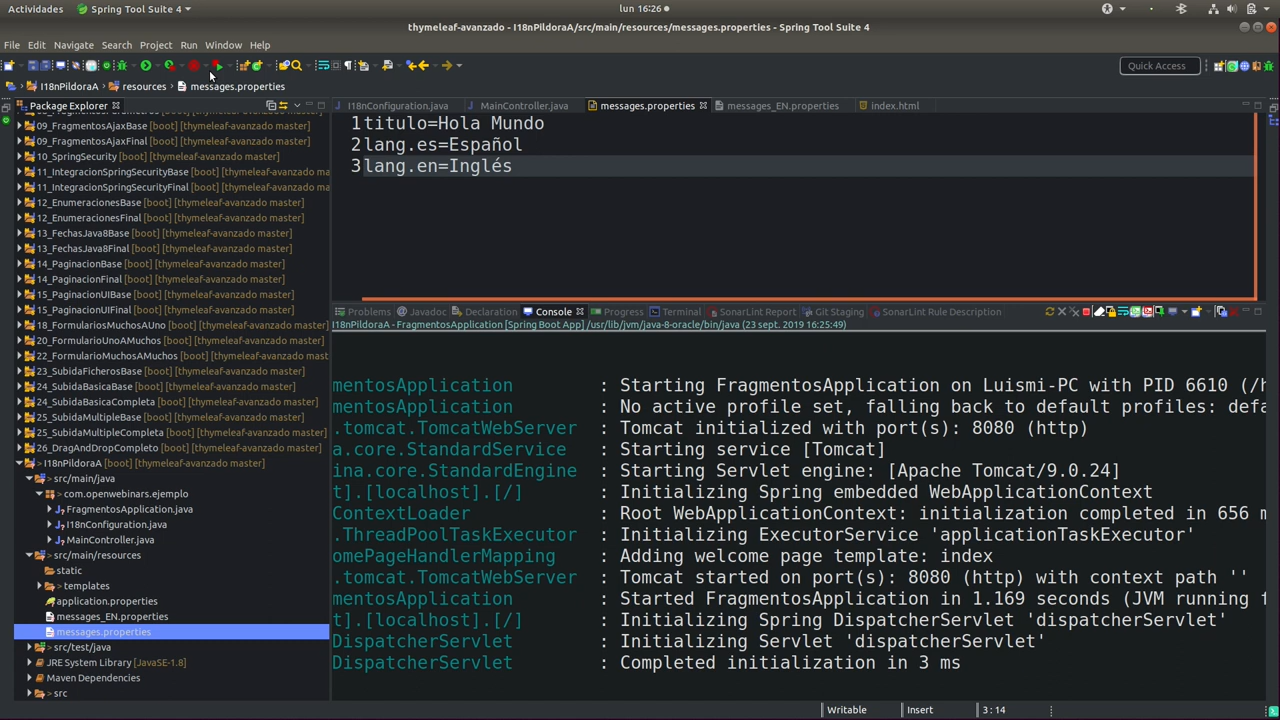 Actividades
Spring Tool Suite 4
lun 16:26
thymeleaf-avanzado - I18nPildoraA/src/main/resources/messages.properties - Spring Tool Suite 4
File Edit Navigate Search Project Run Window Help
Quick Access
I18nPildoraA resources messages.properties
Package Explorer
I18nConfiguration.java MainController.java messages.properties messages_EN.properties index.html
09_FragmentosAjaxBase [boot] [thymeleaf-avanzado master]
09_FragmentosAjaxFinal [boot] [thymeleaf-avanzado master]
10_SpringSecurity [boot] [thymeleaf-avanzado master]
11_IntegracionSpringSecurityBase [boot] [thymeleaf-avanzado master]
11_IntegracionSpringSecurityFinal [boot] [thymeleaf-avanzado master]
12_EnumeracionesBase [boot] [thymeleaf-avanzado master]
12_EnumeracionesFinal [boot] [thymeleaf-avanzado master]
13_FechasJava8Base [boot] [thymeleaf-avanzado master]
13_FechasJava8Final [boot] [thymeleaf-avanzado master]
14_PaginacionBase [boot] [thymeleaf-avanzado master]
14_PaginacionFinal [boot] [thymeleaf-avanzado master]
15_PaginacionUIBase [boot] [thymeleaf-avanzado master]
15_PaginacionUIFinal [boot] [thymeleaf-avanzado master]
18_FormulariosMuchosAUno [boot] [thymeleaf-avanzado master]
20_FormularioUnoAMuchos [boot] [thymeleaf-avanzado master]
22_FormularioMuchosAMuchos [boot] [thymeleaf-avanzado mast
23_SubidaFicherosBase [boot] [thymeleaf-avanzado master]
24_SubidaBasicaBase [boot] [thymeleaf-avanzado master]
24_SubidaBasicaCompleta [boot] [thymeleaf-avanzado master]
25_SubidaMultipleBase [boot] [thymeleaf-avanzado master]
25_SubidaMultipleCompleta [boot] [thymeleaf-avanzado master]
26_DragAndDropCompleto [boot] [thymeleaf-avanzado master]
> I18nPildoraA [boot] [thymeleaf-avanzado master]
> src/main/java
> com.openwebinars.ejemplo
> FragmentosApplication.java
> I18nConfiguration.java
> MainController.java
> src/main/resources
static
> templates
application.properties
messages_EN.properties
messages.properties
> src/test/java
JRE System Library [JavaSE-1.8]
Maven Dependencies
> src
1 titulo=Hola Mundo
2 lang.es=Español
3 lang.en=Inglés
Problems Javadoc Declaration Console Progress Terminal SonarLint Report Git Staging SonarLint Rule Description
I18nPildoraA - FragmentosApplication [Spring Boot App] /usr/lib/jvm/java-8-oracle/bin/java (23 sept. 2019 16:25:49)
mentosApplication : Starting FragmentosApplication on Luismi-PC with PID 6610 (/h
mentosApplication : No active profile set, falling back to default profiles: defa
.tomcat.TomcatWebServer : Tomcat initialized with port(s): 8080 (http)
a.core.StandardService : Starting service [Tomcat]
ina.core.StandardEngine : Starting Servlet engine: [Apache Tomcat/9.0.24]
t].[localhost].[/] : Initializing Spring embedded WebApplicationContext
ContextLoader : Root WebApplicationContext: initialization completed in 656 m
.ThreadPoolTaskExecutor : Initializing ExecutorService 'applicationTaskExecutor'
omePageHandlerMapping : Adding welcome page template: index
.tomcat.TomcatWebServer : Tomcat started on port(s): 8080 (http) with context path ''
mentosApplication : Started FragmentosApplication in 1.169 seconds (JVM running f
t].[localhost].[/] : Initializing Spring DispatcherServlet 'dispatcherServlet'
DispatcherServlet : Initializing Servlet 'dispatcherServlet'
DispatcherServlet : Completed initialization in 3 ms
Writable Insert 3 : 14